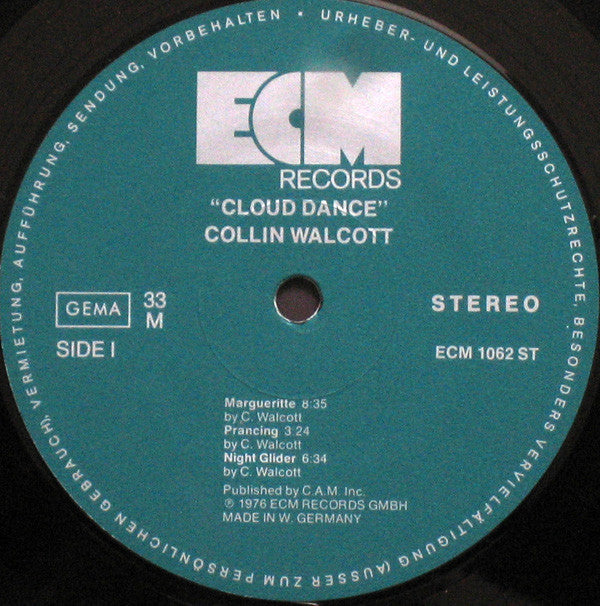 URHEBER- UND LEISTUNGSSCHUTZRECHTE, BESONDERS VERVIELFÄLTIGUNG (AUSSER ZUM PERSÖNLICHEN GEBRAUCH), VERMIETUNG, AUFFÜHRUNG, SENDUNG, VORBEHALTEN •
ECM
RECORDS
"CLOUD DANCE"
COLLIN WALCOTT
GEMA
33
M
SIDE I
STEREO
ECM 1062 ST
Margueritte 8:35
by C. Walcott
Prancing 3:24
by C. Walcott
Night Glider 6:34
by C. Walcott
Published by C.A.M. Inc.
℗ 1976 ECM RECORDS GMBH
MADE IN W. GERMANY